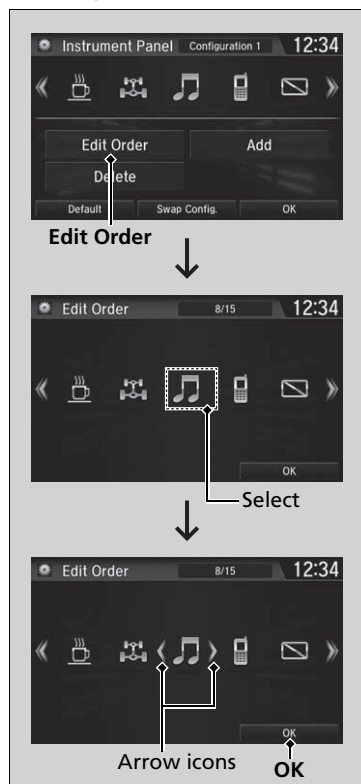 Instrument Panel Configuration 1 12:34
Edit Order Add
Delete
Default Swap Config. OK
Edit Order
Edit Order 8/15 12:34
OK
Select
Edit Order 8/15 12:34
OK
Arrow icons OK